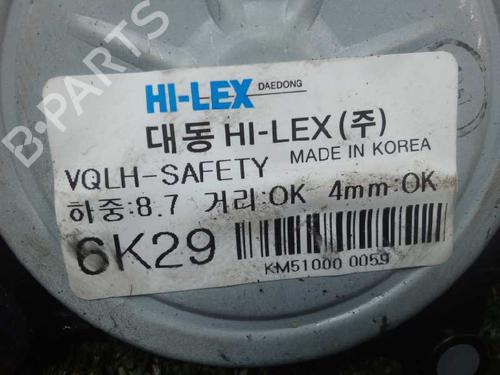 B-PARTS
HI-LEX DAEDONG
대동 HI-LEX (주)
VQLH-SAFETY MADE IN KOREA
하중:8.7 거리:OK 4mm:OK
6K29
KM51000 0059